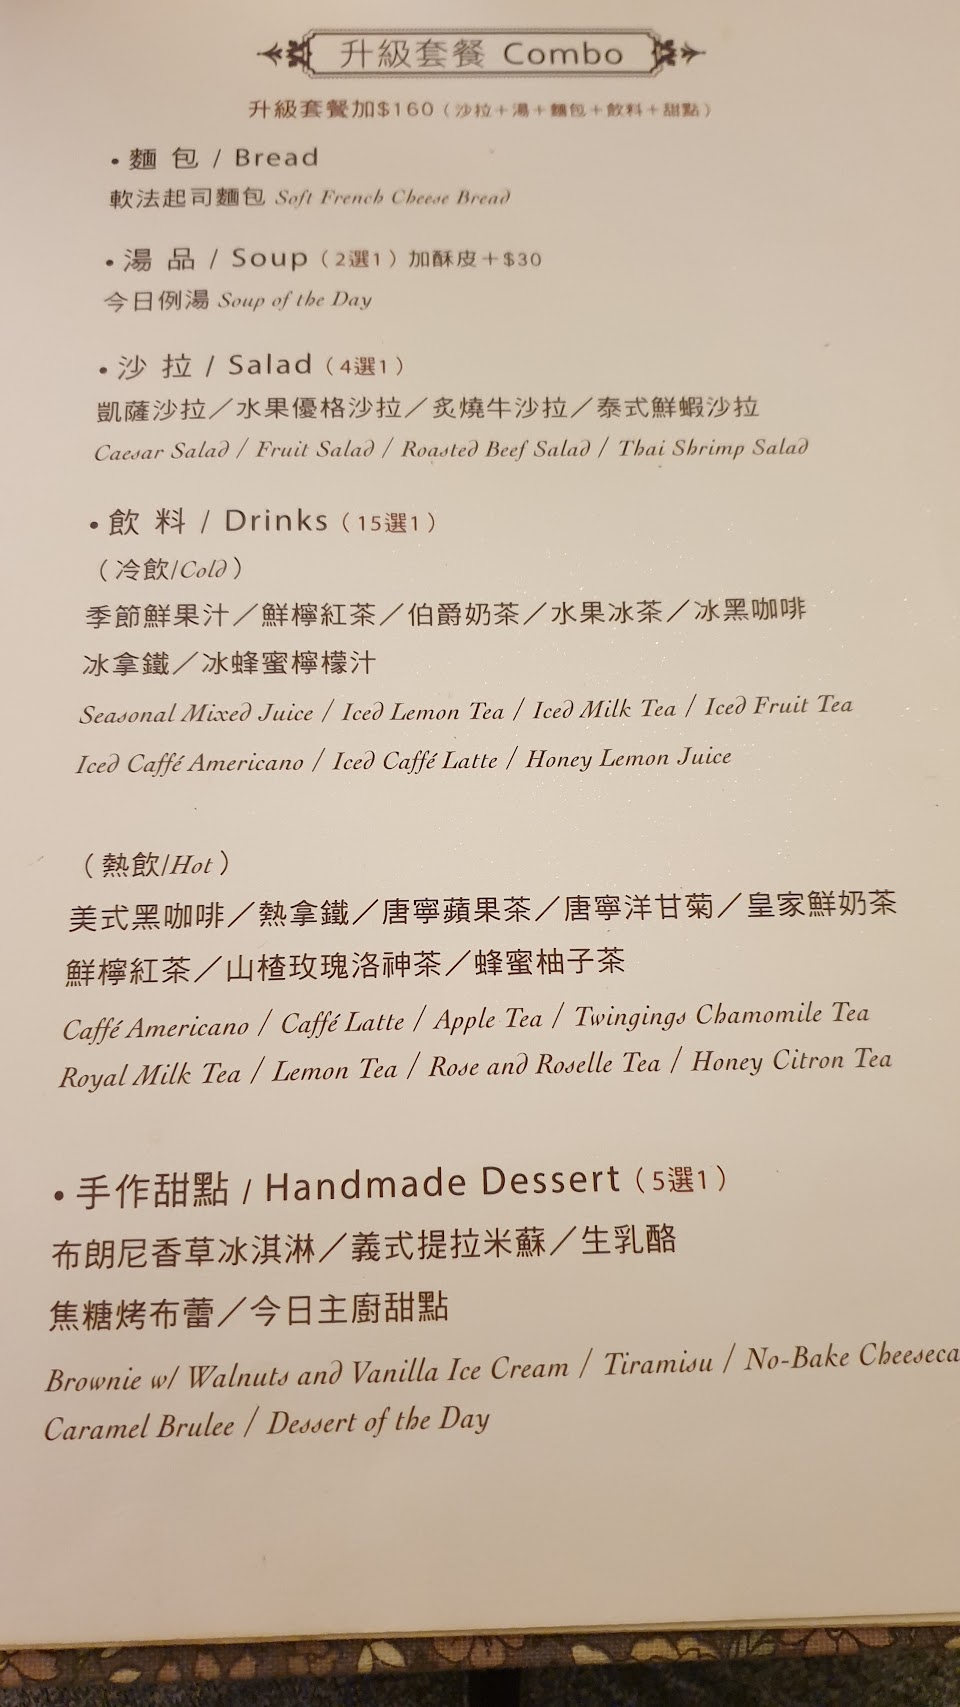 升級套餐 Combo
升級套餐加$160（沙拉＋湯＋麵包＋飲料＋甜點）
• 麵 包 / Bread
軟法起司麵包 Soft French Cheese Bread
• 湯 品 / Soup（2選1）加酥皮＋$30
今日例湯 Soup of the Day
• 沙 拉 / Salad（4選1）
凱薩沙拉／水果優格沙拉／炙燒牛沙拉／泰式鮮蝦沙拉
Caesar Salad / Fruit Salad / Roasted Beef Salad / Thai Shrimp Salad
• 飲 料 / Drinks（15選1）
（冷飲/Cold）
季節鮮果汁／鮮檸紅茶／伯爵奶茶／水果冰茶／冰黑咖啡
冰拿鐵／冰蜂蜜檸檬汁
Seasonal Mixed Juice / Iced Lemon Tea / Iced Milk Tea / Iced Fruit Tea
Iced Caffé Americano / Iced Caffé Latte / Honey Lemon Juice
（熱飲/Hot）
美式黑咖啡／熱拿鐵／唐寧蘋果茶／唐寧洋甘菊／皇家鮮奶茶
鮮檸紅茶／山楂玫瑰洛神茶／蜂蜜柚子茶
Caffé Americano / Caffé Latte / Apple Tea / Twingings Chamomile Tea
Royal Milk Tea / Lemon Tea / Rose and Roselle Tea / Honey Citron Tea
• 手作甜點 / Handmade Dessert（5選1）
布朗尼香草冰淇淋／義式提拉米蘇／生乳酪
焦糖烤布蕾／今日主廚甜點
Brownie w/ Walnuts and Vanilla Ice Cream / Tiramisu / No-Bake Cheeseca
Caramel Brulee / Dessert of the Day